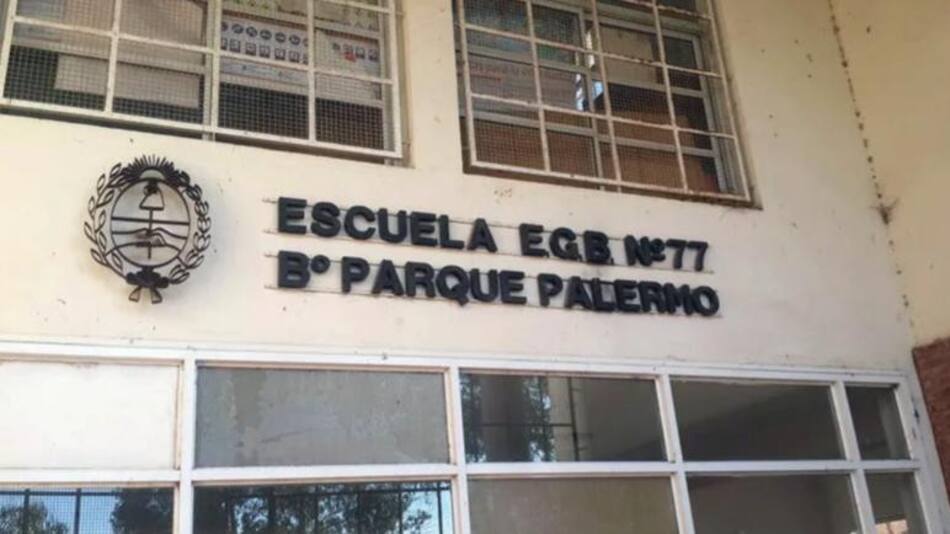 ESCUELA E.G.B. Nº77
Bº PARQUE PALERMO